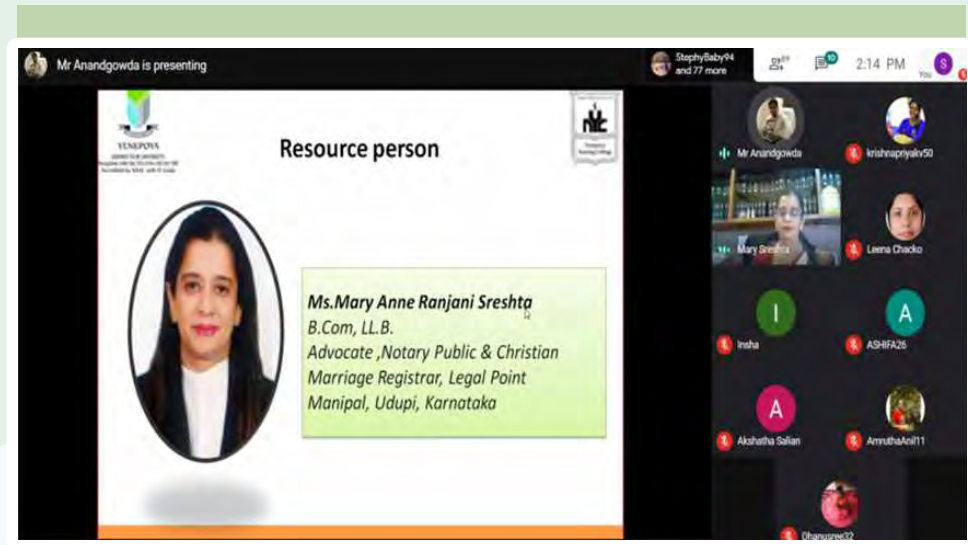 Mr Anandgowda is presenting
StephyBaby94
and 77 more
2:14 PM
You
S
YENEPOYA
Resource person
Ms.Mary Anne Ranjani Sreshta
B.Com, LL.B.
Advocate ,Notary Public & Christian
Marriage Registrar, Legal Point
Manipal, Udupi, Karnataka
Mr Anandgowda
krishnapriyakv50
Mary Sreshta
Leena Chacko
I
Insha
A
ASHIFA26
A
Akshatha Salian
AmruthaAnil11
Dhanusree32